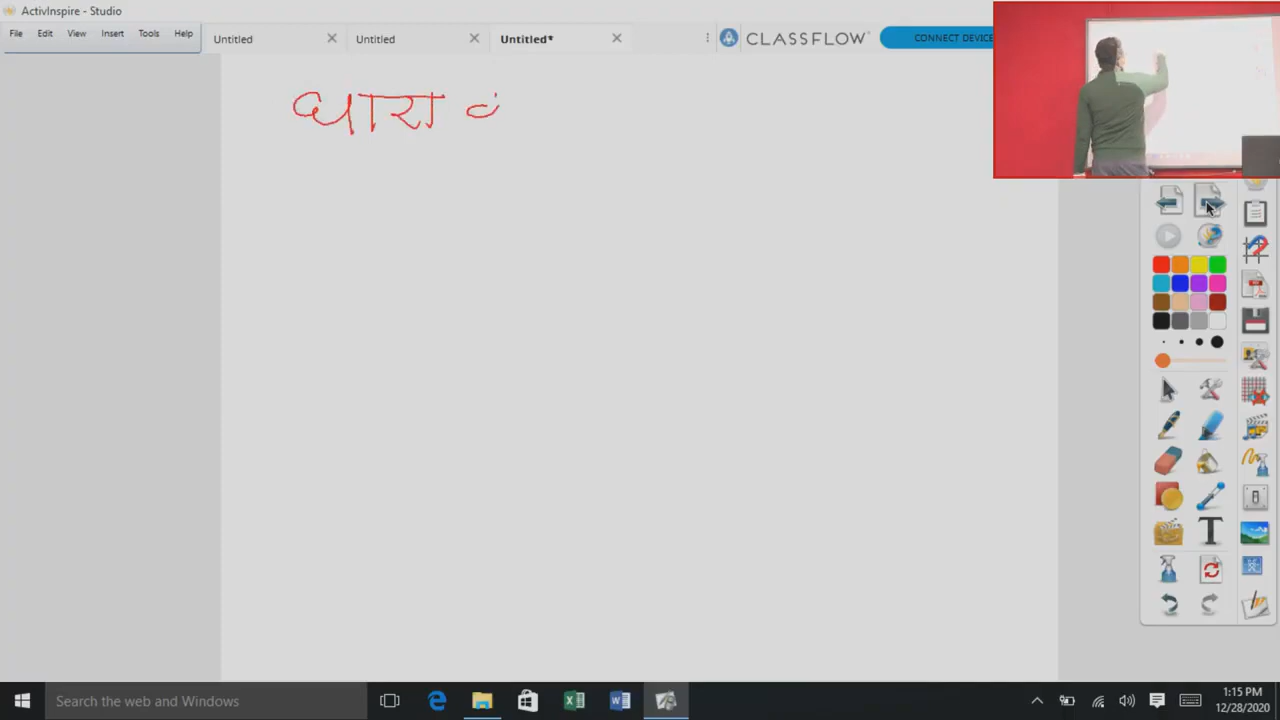 ActivInspire - Studio
File Edit View Insert Tools Help
Untitled Untitled Untitled* CLASSFLOW CONNECT DEVICE
धारा
T
Search the web and Windows
1:15 PM
12/28/2020